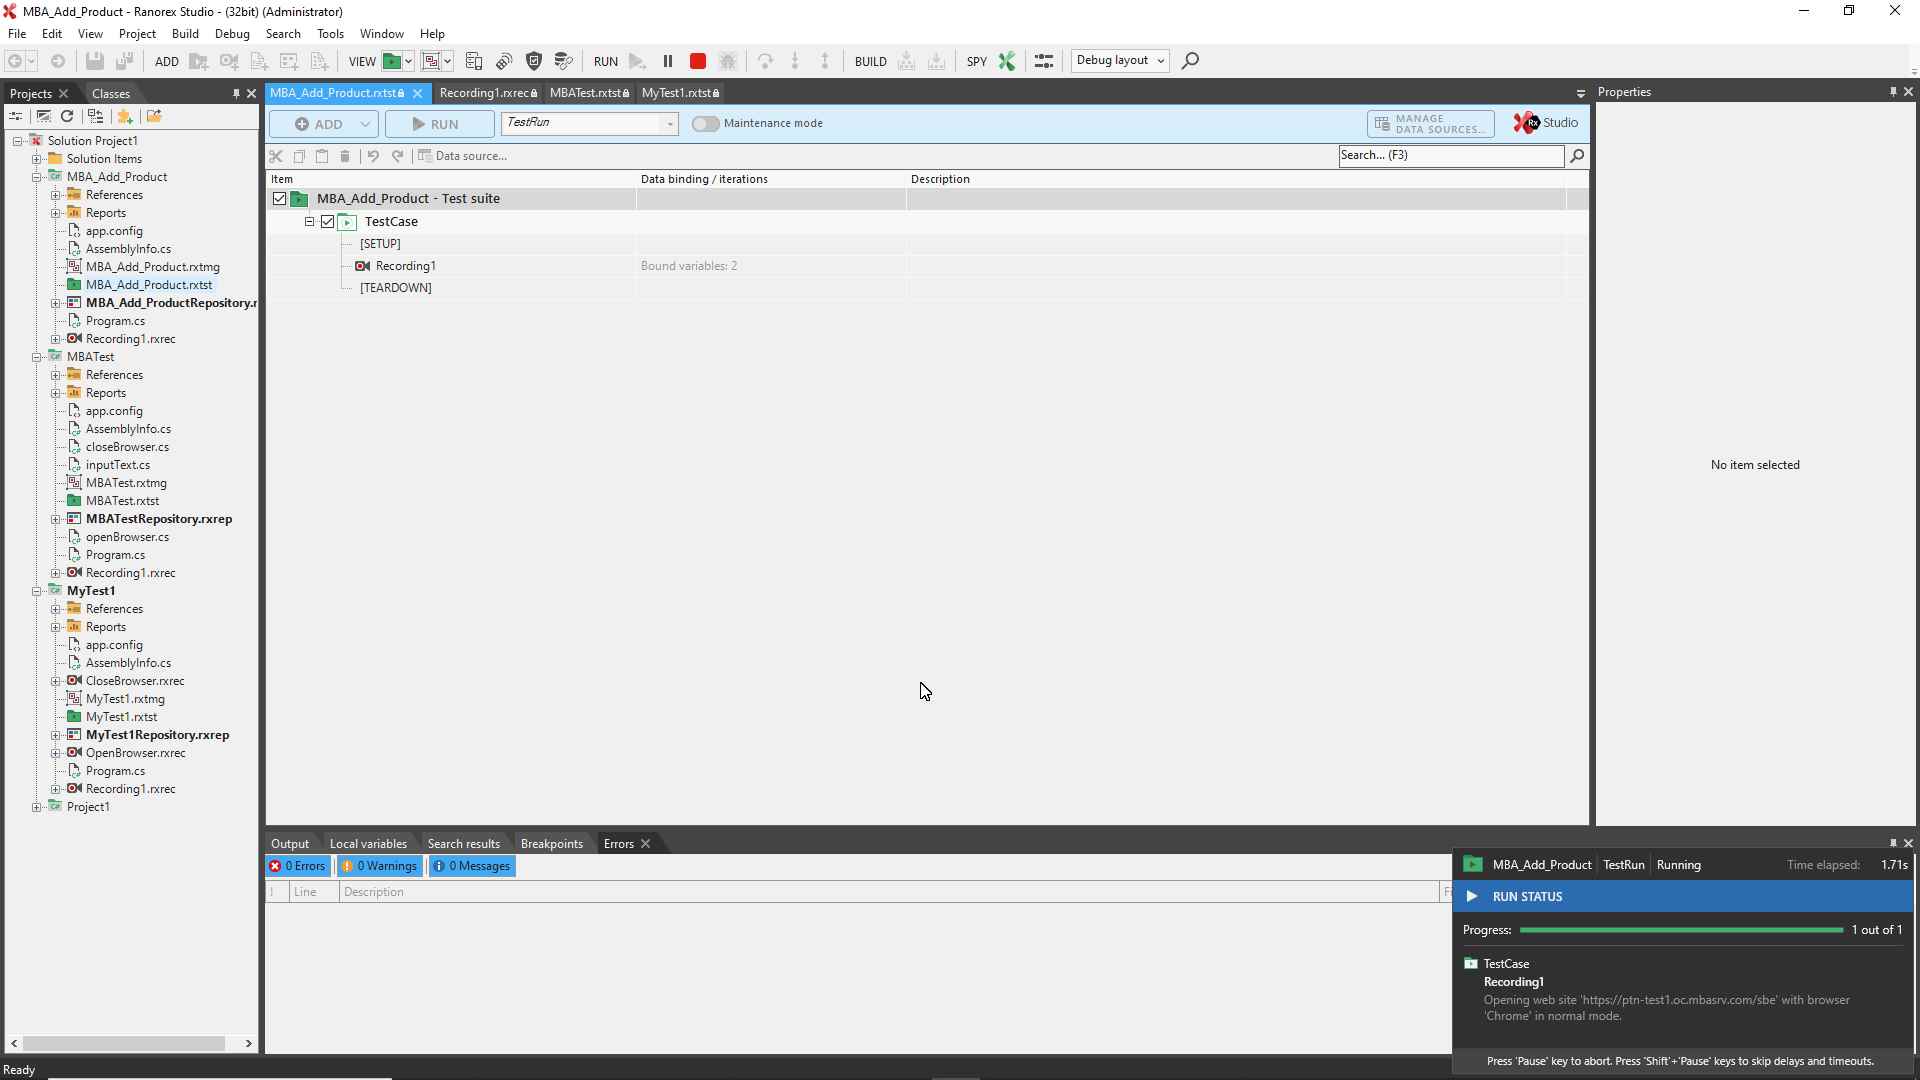 MBA_Add_Product - Ranorex Studio - (32bit) (Administrator)
File Edit View Project Build Debug Search Tools Window Help
ADD VIEW RUN BUILD SPY Debug layout
Projects Classes
MBA_Add_Product.rxtst Recording1.rxrec MBATest.rxtst MyTest1.rxtst
Properties
ADD RUN TestRun Maintenance mode MANAGE DATA SOURCES... Rx Studio
Data source... Search... (F3)
Item Data binding / iterations Description
MBA_Add_Product - Test suite
TestCase
[SETUP]
Recording1 Bound variables: 2
[TEARDOWN]
No item selected
Solution Project1
Solution Items
MBA_Add_Product
References
Reports
app.config
AssemblyInfo.cs
MBA_Add_Product.rxtmg
MBA_Add_Product.rxtst
MBA_Add_ProductRepository.r
Program.cs
Recording1.rxrec
MBATest
References
Reports
app.config
AssemblyInfo.cs
closeBrowser.cs
inputText.cs
MBATest.rxtmg
MBATest.rxtst
MBATestRepository.rxrep
openBrowser.cs
Program.cs
Recording1.rxrec
MyTest1
References
Reports
app.config
AssemblyInfo.cs
CloseBrowser.rxrec
MyTest1.rxtmg
MyTest1.rxtst
MyTest1Repository.rxrep
OpenBrowser.rxrec
Program.cs
Recording1.rxrec
Project1
Output Local variables Search results Breakpoints Errors
0 Errors 0 Warnings 0 Messages
! Line Description Fi
MBA_Add_Product TestRun Running Time elapsed: 1.71s
RUN STATUS
Progress: 1 out of 1
TestCase
Recording1
Opening web site 'https://ptn-test1.oc.mbasrv.com/sbe' with browser
'Chrome' in normal mode.
Press 'Pause' key to abort. Press 'Shift'+'Pause' keys to skip delays and timeouts.
Ready